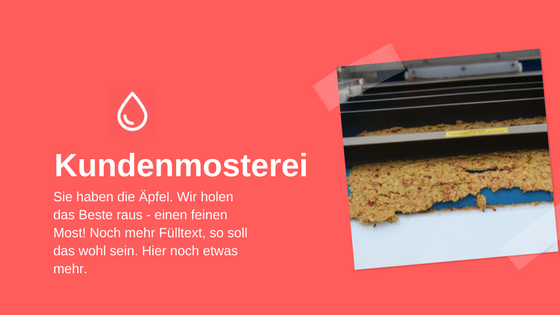 Kundenmosterei
Sie haben die Äpfel. Wir holen
das Beste raus - einen feinen
Most! Noch mehr Fülltext, so soll
das wohl sein. Hier noch etwas
mehr.